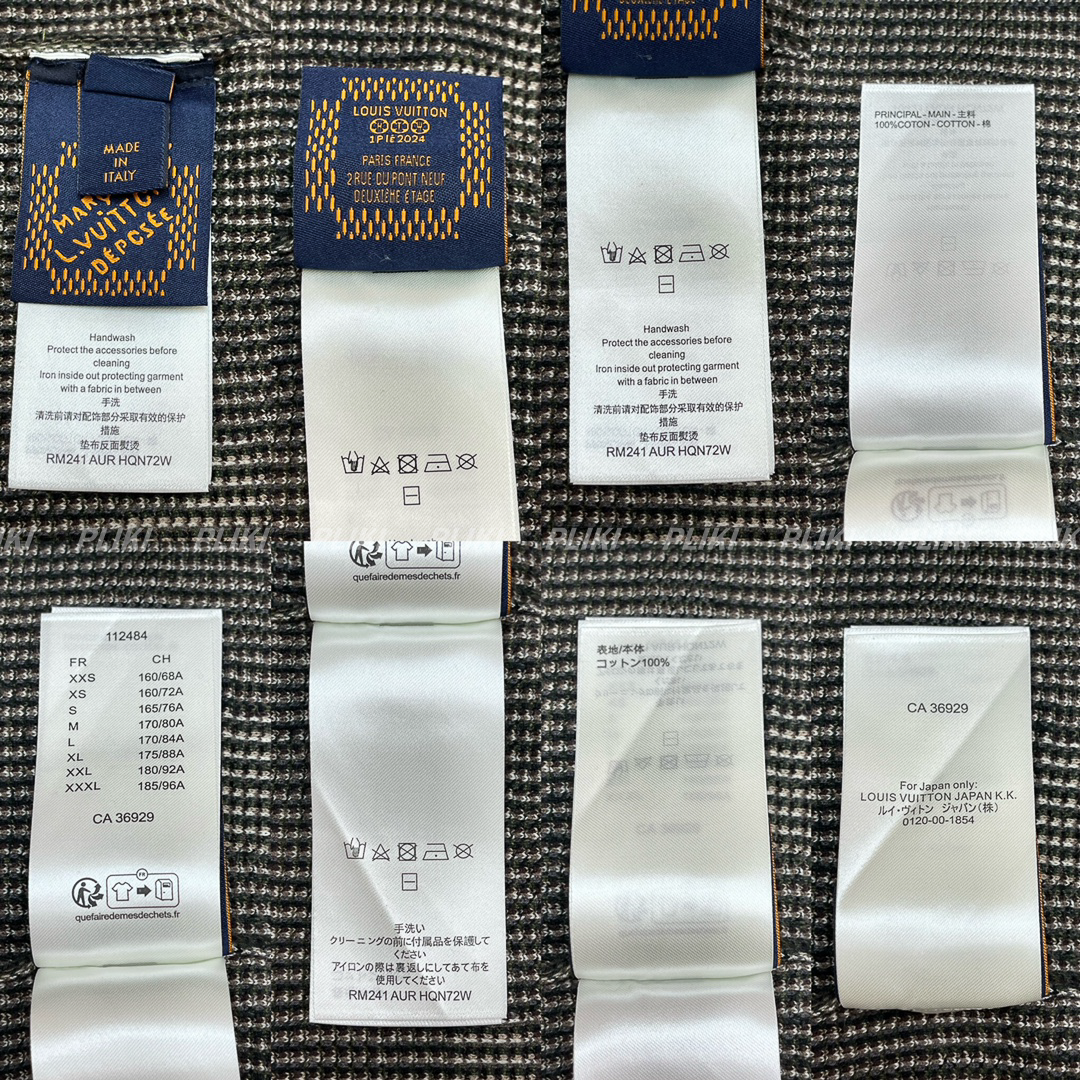 MADE
IN
ITALY
MAR
L.VUITTO
DÉPOSÉE
Handwash
Protect the accessories before
cleaning
Iron inside out protecting garment
with a fabric in between
手洗
清洗前请对配饰部分采取有效的保护
措施
垫布反面熨烫
RM241 AUR HQN72W
LOUIS VUITTON
1P1È2024
PARIS FRANCE
2 RUE DU PONT NEUF
DEUXIÈME ÉTAGE
DEUXIÈME ÉTAGE
Handwash
Protect the accessories before
cleaning
Iron inside out protecting garment
with a fabric in between
手洗
清洗前请对配饰部分采取有效的保护
措施
垫布反面熨烫
RM241 AUR HQN72W
PRINCIPAL - MAIN - 主料
100%COTON - COTTON - 棉
PLIKI PLIKI PLIKI PLIKI PLIKI PLIKI PLIKI
112484
FR CH
XXS 160/68A
XS 160/72A
S 165/76A
M 170/80A
L 170/84A
XL 175/88A
XXL 180/92A
XXXL 185/96A
CA 36929
FR
quefairedemesdechets.fr
quefairedemesdechets.fr
手洗い
クリーニングの前に付属品を保護して
ください
アイロンの際は裏返しにしてあて布を
使用してください
RM241 AUR HQN72W
表地/本体
コットン100%
CA 36929
For Japan only:
LOUIS VUITTON JAPAN K.K.
ルイ・ヴィトン ジャパン(株)
0120-00-1854